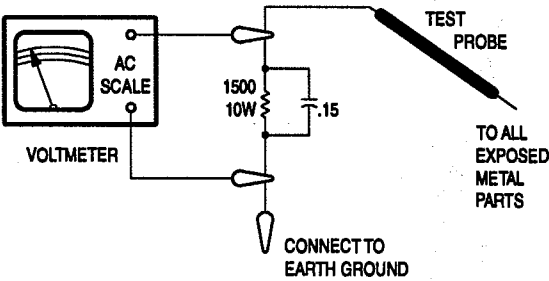 TEST
PROBE
AC
SCALE
1500
10W
.15
VOLTMETER
TO ALL
EXPOSED
METAL
PARTS
CONNECT TO
EARTH GROUND